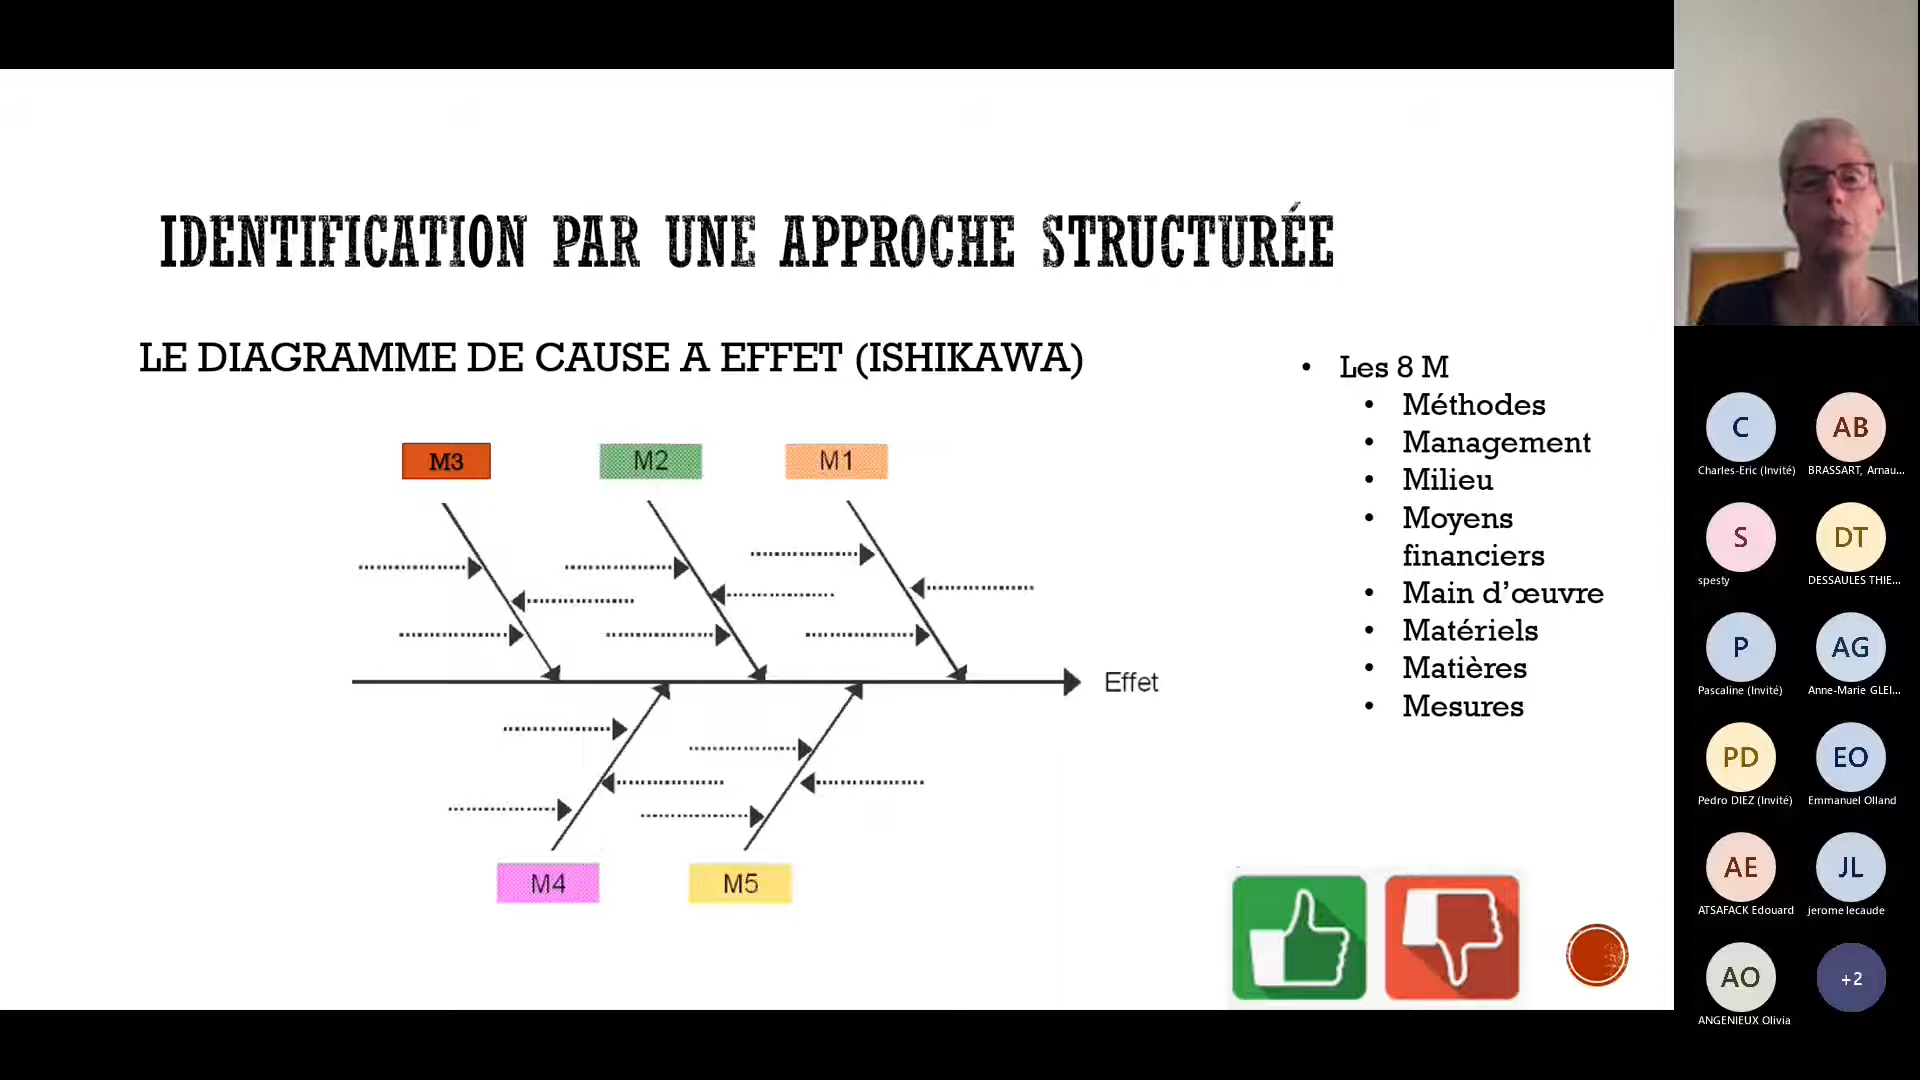 IDENTIFICATION PAR UNE APPROCHE STRUCTURÉE
LE DIAGRAMME DE CAUSE A EFFET (ISHIKAWA)
M3
M2
M1
Effet
M4
M5
• Les 8 M
• Méthodes
• Management
• Milieu
• Moyens
financiers
• Main d’œuvre
• Matériels
• Matières
• Mesures
C
AB
Charles-Eric (Invité)
BRASSART, Arnau...
S
DT
spesty
DESSAULES THIE...
P
AG
Pascaline (Invité)
Anne-Marie GLEI...
PD
EO
Pedro DIEZ (Invité)
Emmanuel Olland
AE
JL
ATSAFACK Edouard
jerome lecaude
AO
+2
ANGENIEUX Olivia